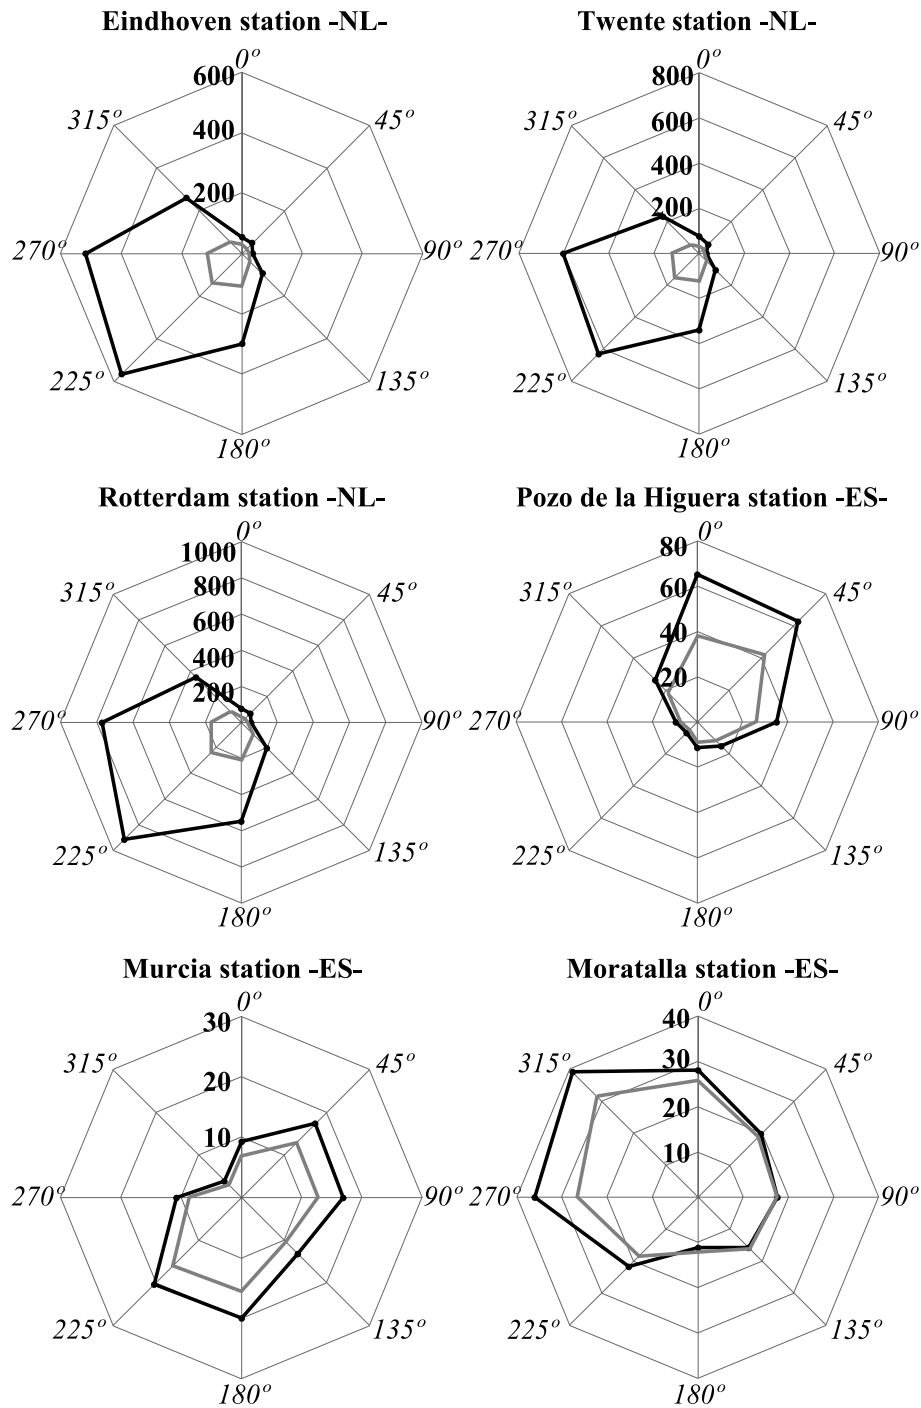 Eindhoven station -NL-
0º
600
315º
45º
400
200
270º
90º
225º
135º
180º
Twente station -NL-
0º
800
315º
45º
600
400
200
270º
90º
225º
135º
180º
Rotterdam station -NL-
0º
1000
800
315º
45º
600
400
200
270º
90º
225º
135º
180º
Pozo de la Higuera station -ES-
0º
80
60
315º
45º
40
20
270º
90º
225º
135º
180º
Murcia station -ES-
0º
30
315º
45º
20
10
270º
90º
225º
135º
180º
Moratalla station -ES-
0º
40
315º
45º
30
20
10
270º
90º
225º
135º
180º